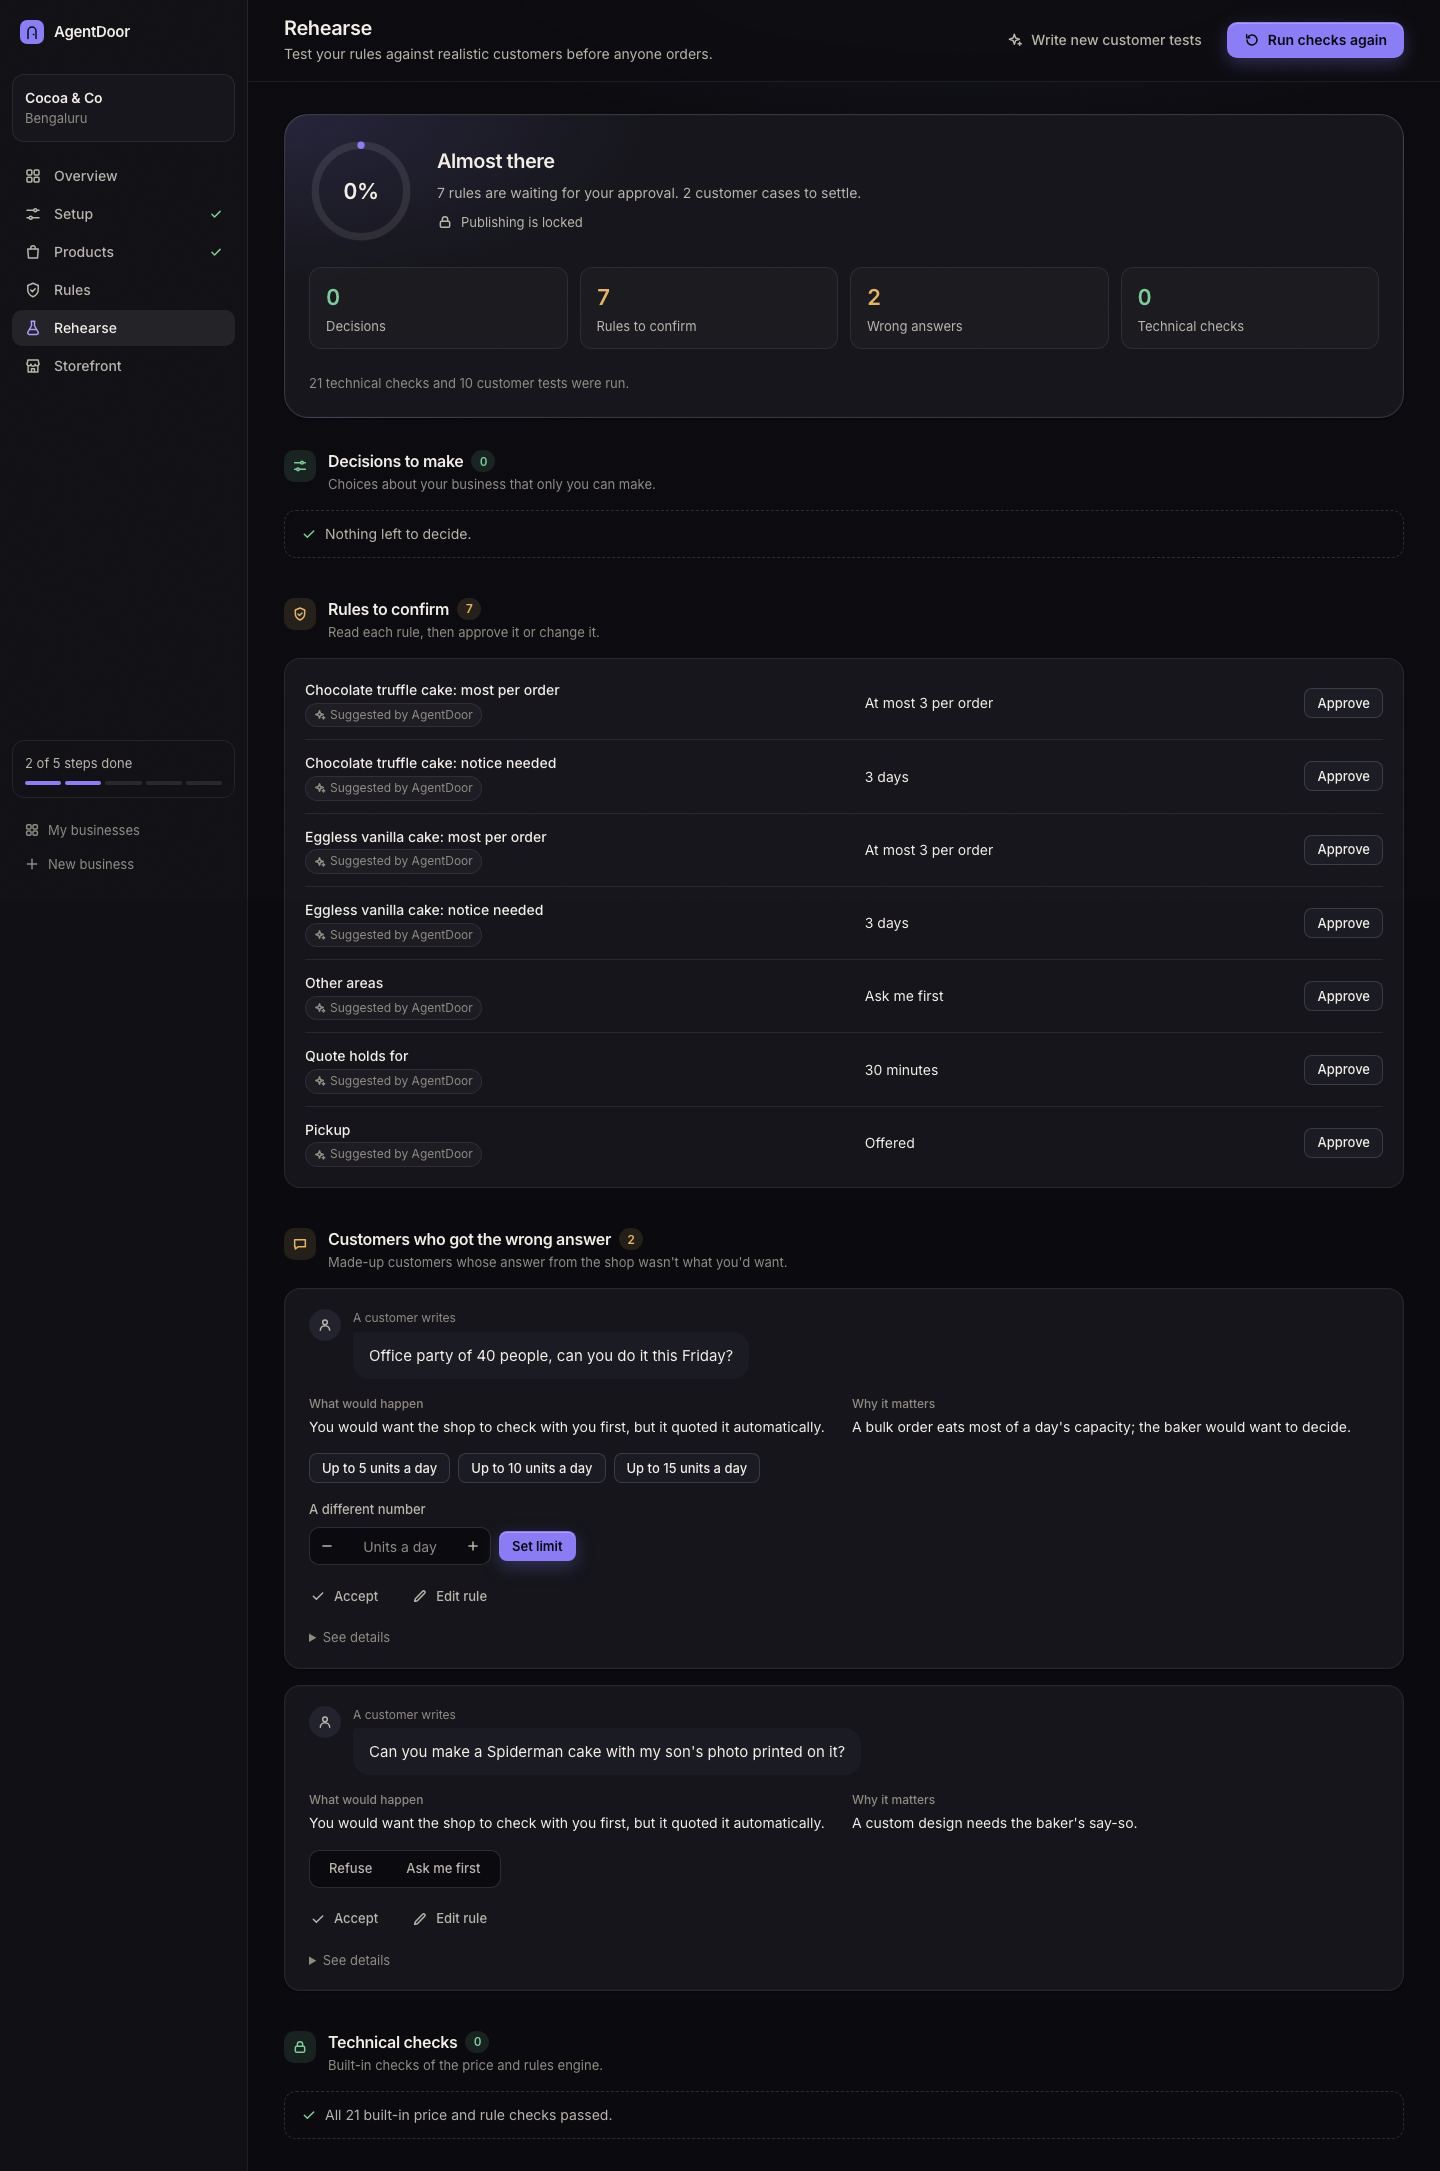 AgentDoor
Cocoa & Co
Bengaluru
Overview
Setup
Products
Rules
Rehearse
Storefront
2 of 5 steps done
My businesses
New business
Rehearse
Test your rules against realistic customers before anyone orders.
Write new customer tests
Run checks again
0%
Almost there
7 rules are waiting for your approval. 2 customer cases to settle.
Publishing is locked
0
Decisions
7
Rules to confirm
2
Wrong answers
0
Technical checks
21 technical checks and 10 customer tests were run.
Decisions to make 0
Choices about your business that only you can make.
Nothing left to decide.
Rules to confirm 7
Read each rule, then approve it or change it.
Chocolate truffle cake: most per order
Suggested by AgentDoor
At most 3 per order
Approve
Chocolate truffle cake: notice needed
Suggested by AgentDoor
3 days
Approve
Eggless vanilla cake: most per order
Suggested by AgentDoor
At most 3 per order
Approve
Eggless vanilla cake: notice needed
Suggested by AgentDoor
3 days
Approve
Other areas
Suggested by AgentDoor
Ask me first
Approve
Quote holds for
Suggested by AgentDoor
30 minutes
Approve
Pickup
Suggested by AgentDoor
Offered
Approve
Customers who got the wrong answer 2
Made-up customers whose answer from the shop wasn't what you'd want.
A customer writes
Office party of 40 people, can you do it this Friday?
What would happen
You would want the shop to check with you first, but it quoted it automatically.
Why it matters
A bulk order eats most of a day's capacity; the baker would want to decide.
Up to 5 units a day
Up to 10 units a day
Up to 15 units a day
A different number
− Units a day +
Set limit
Accept
Edit rule
See details
A customer writes
Can you make a Spiderman cake with my son's photo printed on it?
What would happen
You would want the shop to check with you first, but it quoted it automatically.
Why it matters
A custom design needs the baker's say-so.
Refuse
Ask me first
Accept
Edit rule
See details
Technical checks 0
Built-in checks of the price and rules engine.
All 21 built-in price and rule checks passed.